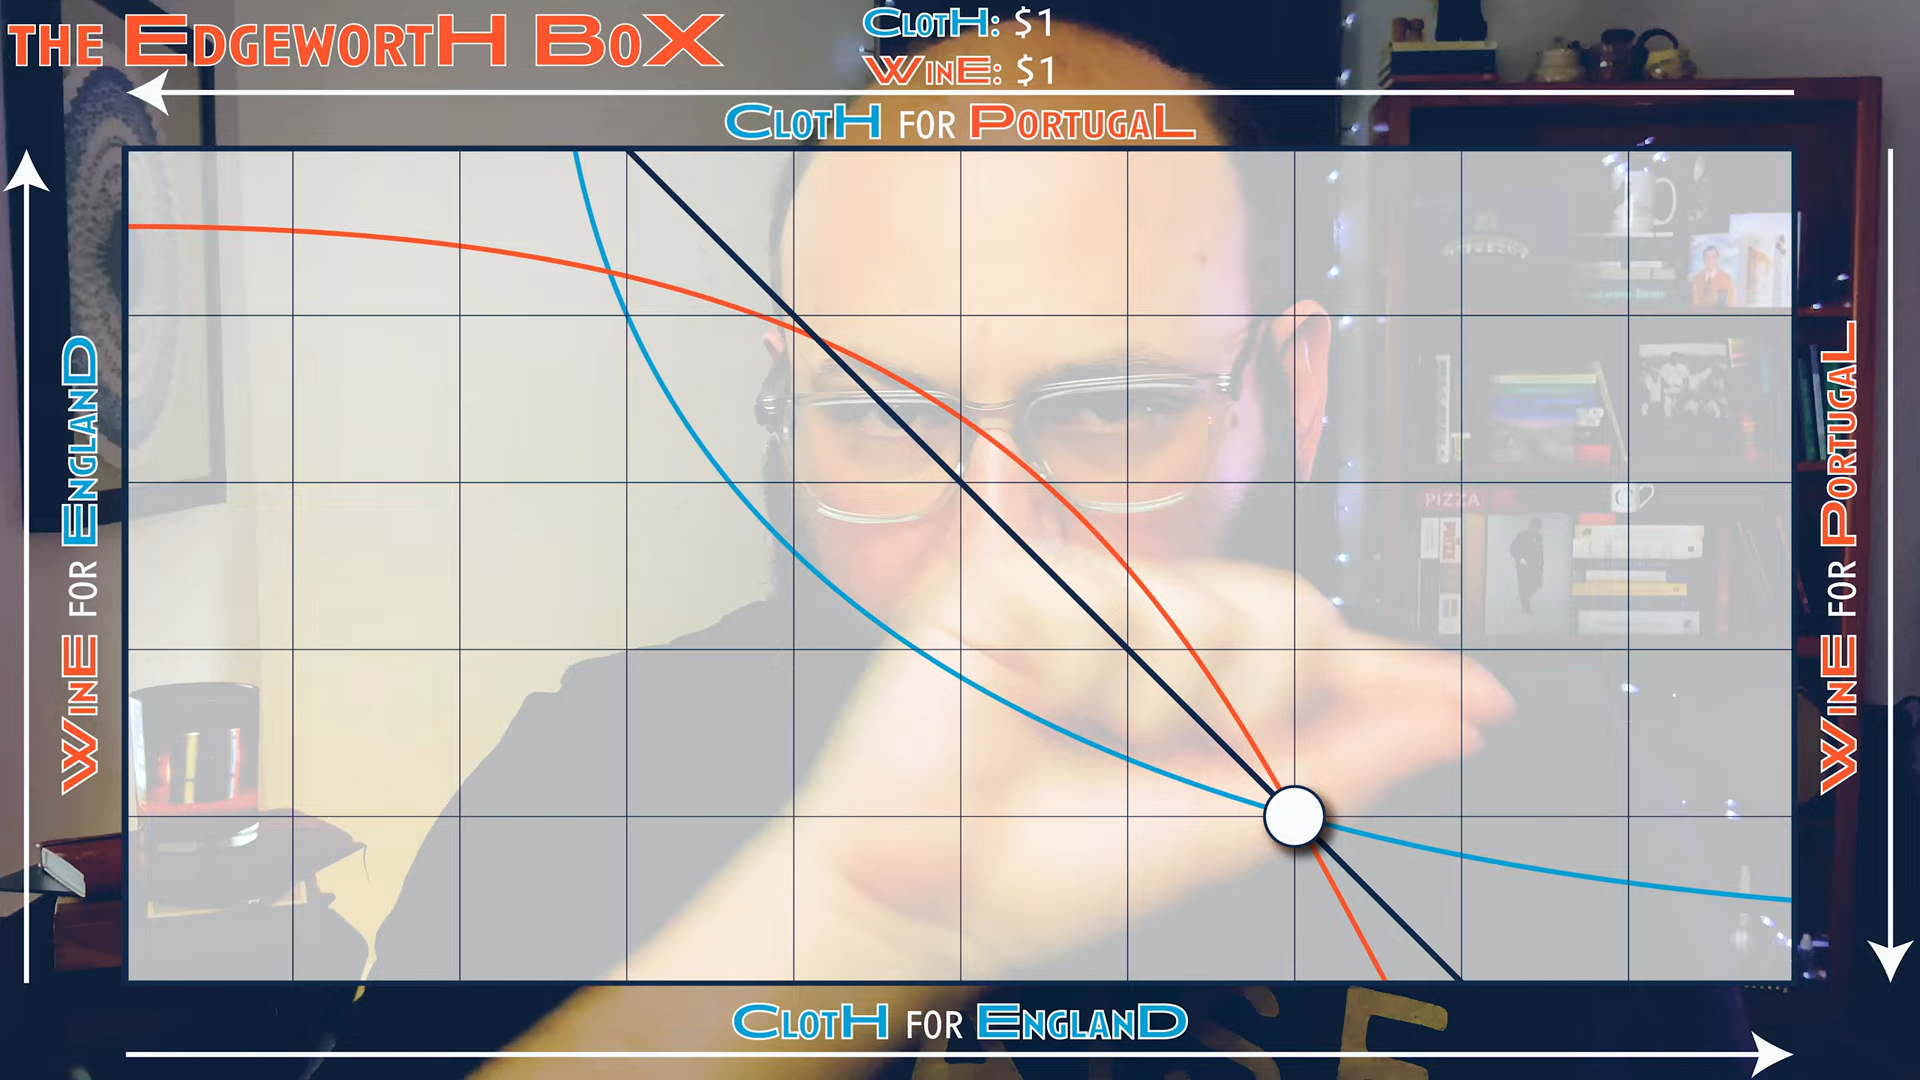 THE EDGEWORTH BOX
CLOTH: $1
WINE: $1
CLOTH FOR PORTUGAL
WINE FOR ENGLAND
WINE FOR PORTUGAL
PIZZA
CLOTH FOR ENGLAND